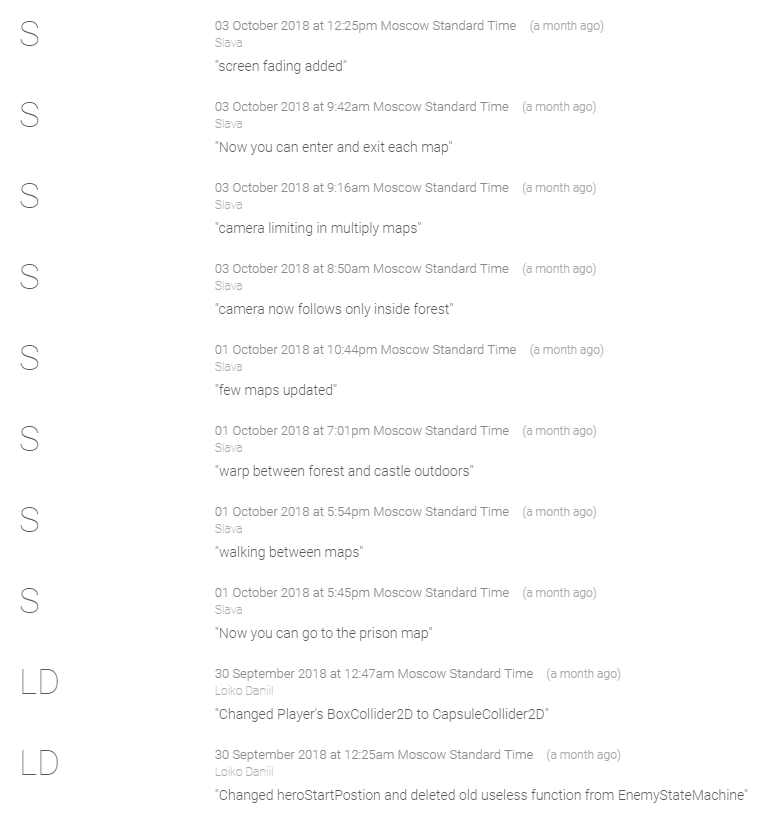 S
03 October 2018 at 12:25pm Moscow Standard Time (a month ago)
Slava
"screen fading added"
S
03 October 2018 at 9:42am Moscow Standard Time (a month ago)
Slava
"Now you can enter and exit each map"
S
03 October 2018 at 9:16am Moscow Standard Time (a month ago)
Slava
"camera limiting in multiply maps"
S
03 October 2018 at 8:50am Moscow Standard Time (a month ago)
Slava
"camera now follows only inside forest"
S
01 October 2018 at 10:44pm Moscow Standard Time (a month ago)
Slava
"few maps updated"
S
01 October 2018 at 7:01pm Moscow Standard Time (a month ago)
Slava
"warp between forest and castle outdoors"
S
01 October 2018 at 5:54pm Moscow Standard Time (a month ago)
Slava
"walking between maps"
S
01 October 2018 at 5:45pm Moscow Standard Time (a month ago)
Slava
"Now you can go to the prison map"
LD
30 September 2018 at 12:47am Moscow Standard Time (a month ago)
Loiko Daniil
"Changed Player's BoxCollider2D to CapsuleCollider2D"
LD
30 September 2018 at 12:25am Moscow Standard Time (a month ago)
Loiko Daniil
"Changed heroStartPostion and deleted old useless function from EnemyStateMachine"